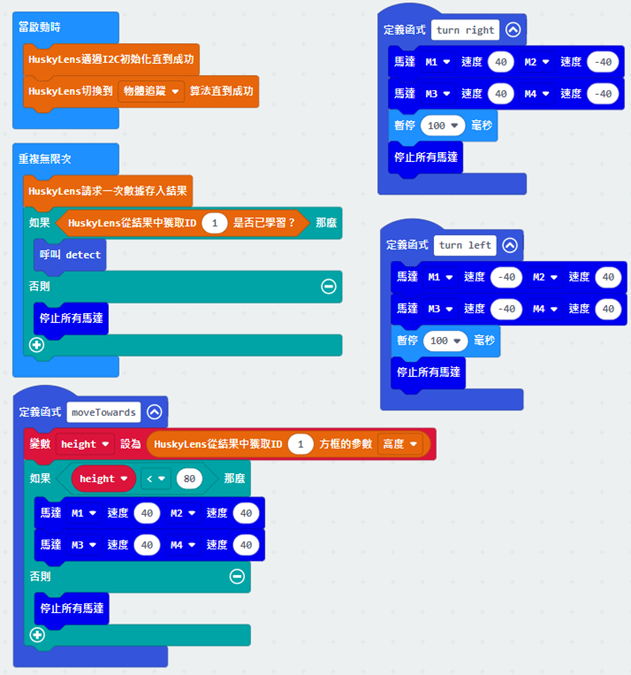 當啟動時
HuskyLens通過I2C初始化直到成功
HuskyLens切換到 物體追蹤 算法直到成功
重複無限次
HuskyLens請求一次數據存入結果
如果 HuskyLens從結果中獲取ID 1 是否已學習? 那麼
呼叫 detect
否則
停止所有馬達
定義函式 moveTowards
變數 height 設為 HuskyLens從結果中獲取ID 1 方框的參數 高度
如果 height < 80 那麼
馬達 M1 速度 40 M2 速度 40
馬達 M3 速度 40 M4 速度 40
否則
停止所有馬達
定義函式 turn right
馬達 M1 速度 40 M2 速度 -40
馬達 M3 速度 40 M4 速度 -40
暫停 100 毫秒
停止所有馬達
定義函式 turn left
馬達 M1 速度 -40 M2 速度 40
馬達 M3 速度 -40 M4 速度 40
暫停 100 毫秒
停止所有馬達